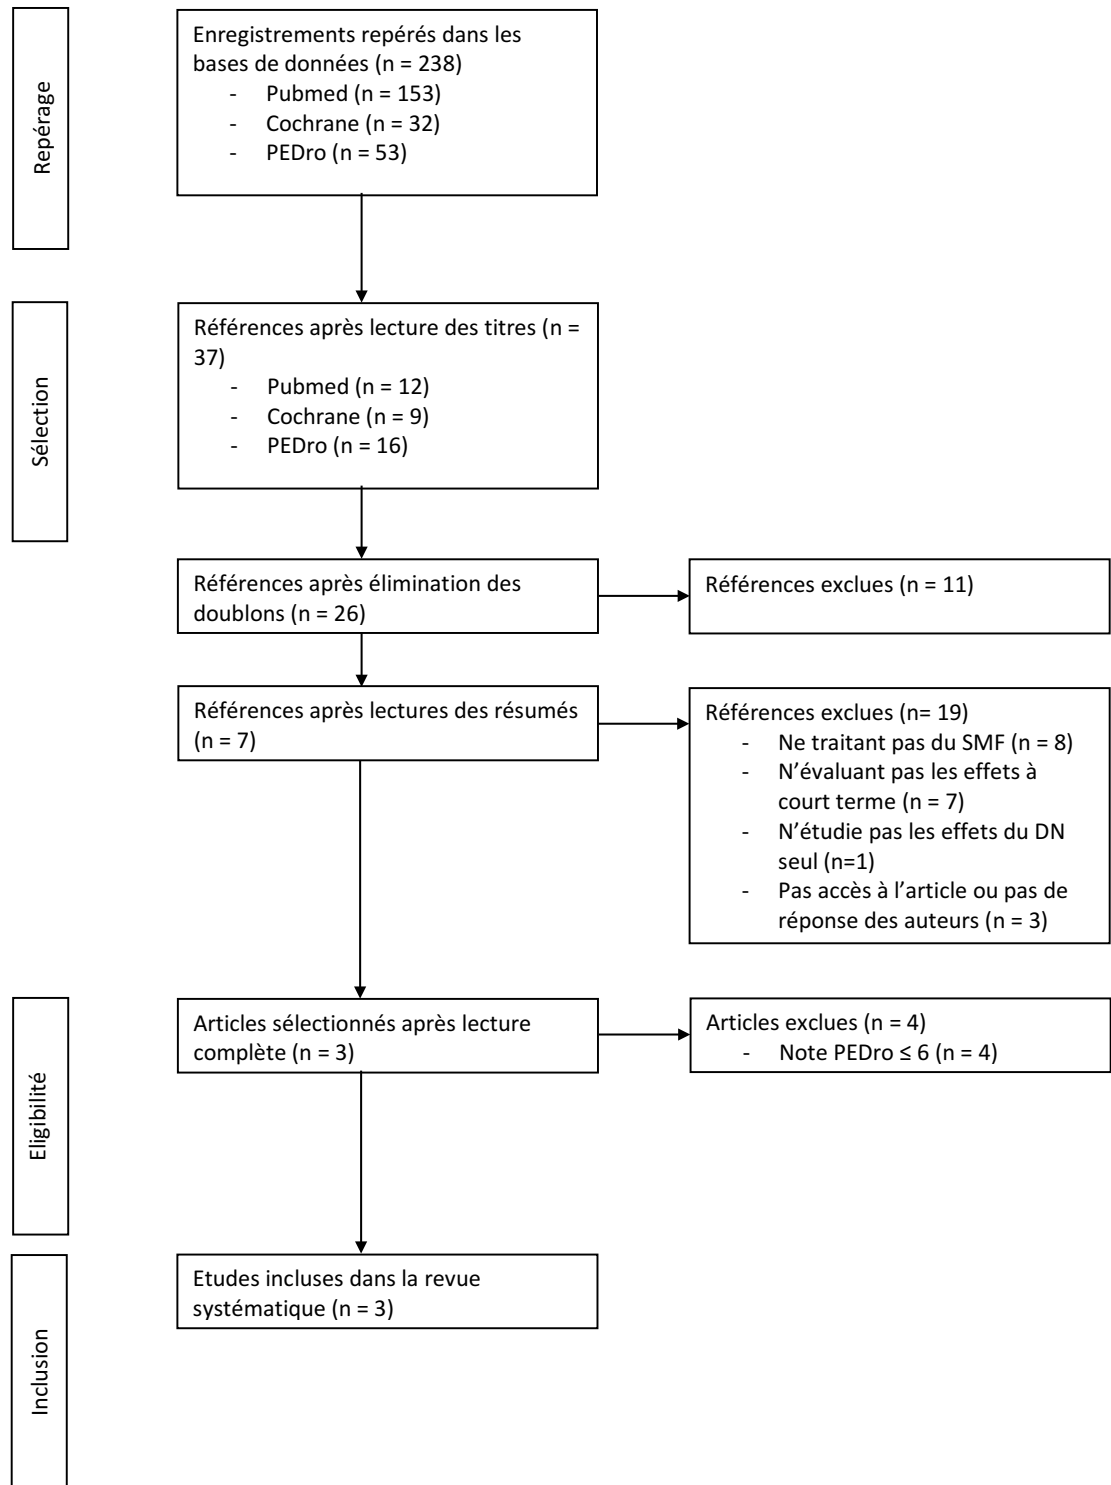 Repérage
Enregistrements repérés dans les
bases de données (n = 238)
- Pubmed (n = 153)
- Cochrane (n = 32)
- PEDro (n = 53)
Sélection
Références après lecture des titres (n =
37)
- Pubmed (n = 12)
- Cochrane (n = 9)
- PEDro (n = 16)
Références après élimination des
doublons (n = 26)
Références exclues (n = 11)
Références après lectures des résumés
(n = 7)
Références exclues (n= 19)
- Ne traitant pas du SMF (n = 8)
- N’évaluant pas les effets à
court terme (n = 7)
- N’étudie pas les effets du DN
seul (n=1)
- Pas accès à l’article ou pas de
réponse des auteurs (n = 3)
Eligibilité
Articles sélectionnés après lecture
complète (n = 3)
Articles exclues (n = 4)
- Note PEDro ≤ 6 (n = 4)
Inclusion
Etudes incluses dans la revue
systématique (n = 3)